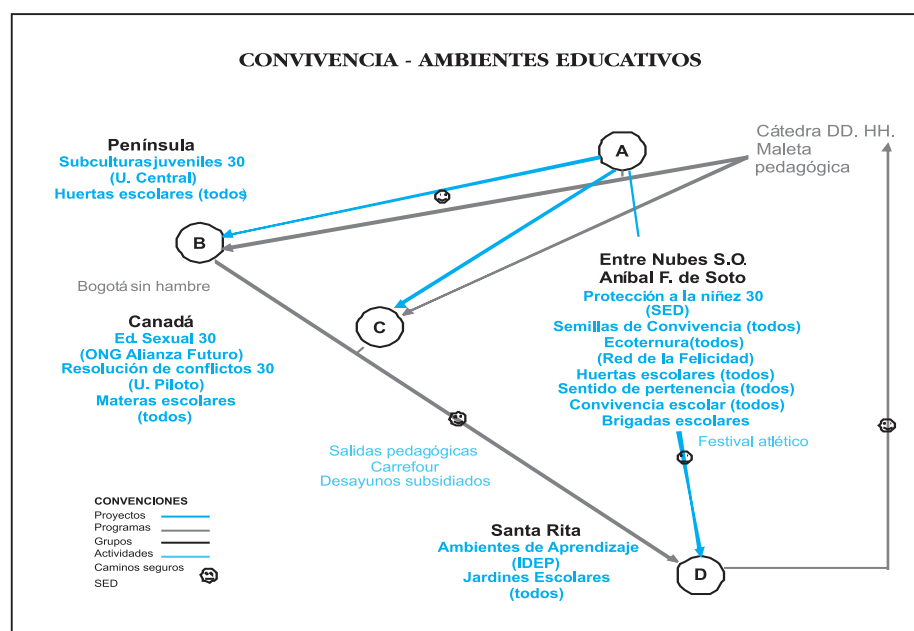 CONVIVENCIA - AMBIENTES EDUCATIVOS
Península
Subculturas juveniles 30
(U. Central)
Huertas escolares (todos)
A
Cátedra DD. HH.
Maleta
pedagógica
B
Bogotá sin hambre
C
Canadá
Ed. Sexual 30
(ONG Alianza Futuro)
Resolución de conflictos 30
(U. Piloto)
Materas escolares
(todos)
Entre Nubes S.O.
Aníbal F. de Soto
Protección a la niñez 30
(SED)
Semillas de Convivencia (todos)
Ecoternura(todos)
(Red de la Felicidad)
Huertas escolares (todos)
Sentido de pertenencia (todos)
Convivencia escolar (todos)
Brigadas escolares
Festival atlético
Salidas pedagógicas
Carrefour
Desayunos subsidiados
CONVENCIONES
Proyectos
Programas
Grupos
Actividades
Caminos seguros
SED
Santa Rita
Ambientes de Aprendizaje
(IDEP)
Jardines Escolares
(todos)
D